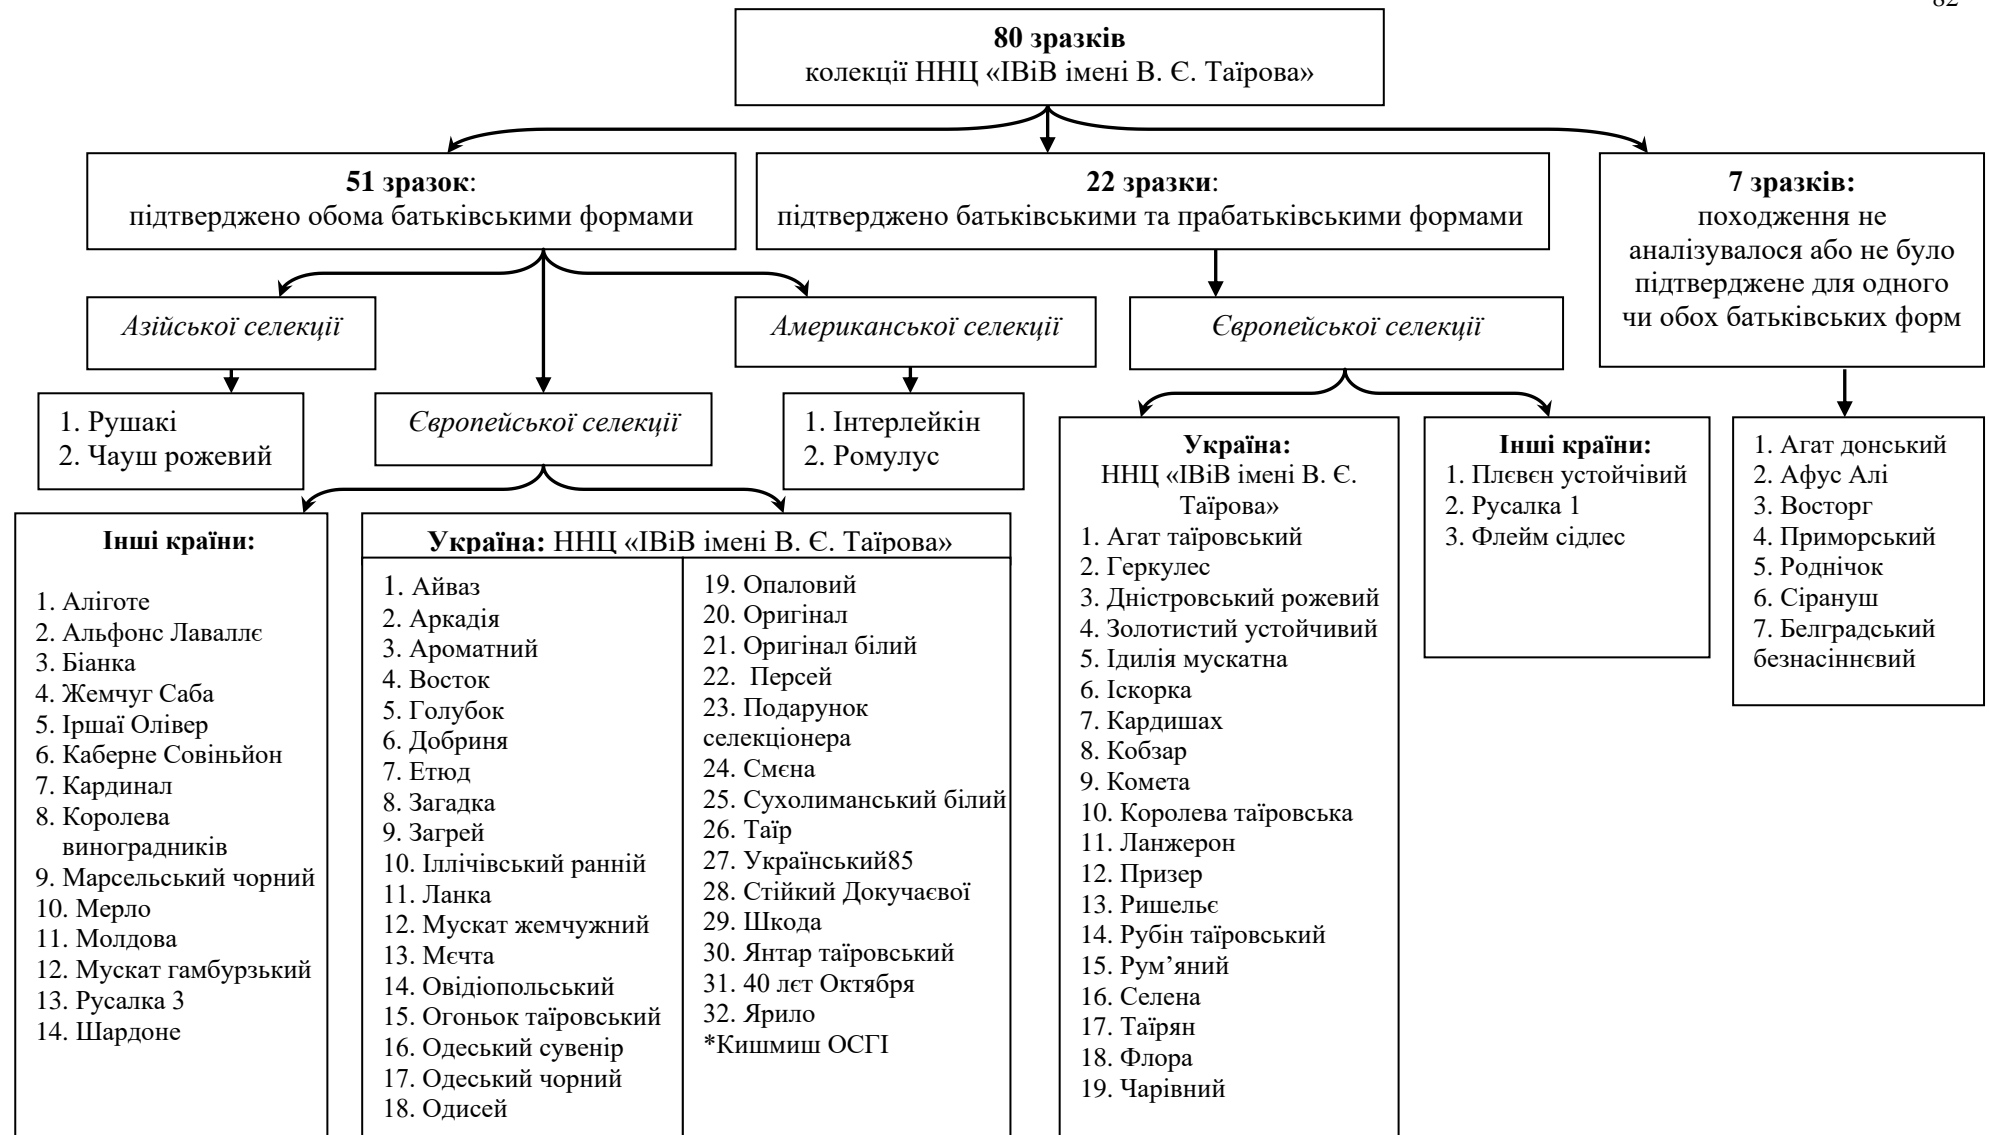 82
80 зразків
колекції ННЦ «ІВіВ імені В. Є. Таїрова»
51 зразок:
підтверджено обома батьківськими формами
22 зразки:
підтверджено батьківськими та прабатьківськими формами
7 зразків:
походження не
аналізувалося або не було
підтверджене для одного
чи обох батьківських форм
Азійської селекції
Американської селекції
Європейської селекції
1. Рушакі
2. Чауш рожевий
Європейської селекції
1. Інтерлейкін
2. Ромулус
Інші країни:
1. Аліготе
2. Альфонс Лаваллє
3. Біанка
4. Жемчуг Саба
5. Іршаї Олівер
6. Каберне Совіньйон
7. Кардинал
8. Королева
виноградників
9. Марсельський чорний
10. Мерло
11. Молдова
12. Мускат гамбурзький
13. Русалка 3
14. Шардоне
Україна: ННЦ «ІВіВ імені В. Є. Таїрова»
1. Айваз
2. Аркадія
3. Ароматний
4. Восток
5. Голубок
6. Добриня
7. Етюд
8. Загадка
9. Загрей
10. Іллічівський ранній
11. Ланка
12. Мускат жемчужний
13. Мєчта
14. Овідіопольський
15. Огоньок таїровський
16. Одеський сувенір
17. Одеський чорний
18. Одисей
19. Опаловий
20. Оригінал
21. Оригінал білий
22. Персей
23. Подарунок
селекціонера
24. Смєна
25. Сухолиманський білий
26. Таїр
27. Український85
28. Стійкий Докучаєвої
29. Шкода
30. Янтар таїровський
31. 40 лєт Октября
32. Ярило
*Кишмиш ОСГІ
Україна:
ННЦ «ІВіВ імені В. Є.
Таїрова»
1. Агат таїровський
2. Геркулес
3. Дністровський рожевий
4. Золотистий устойчивий
5. Ідилія мускатна
6. Іскорка
7. Кардишах
8. Кобзар
9. Комета
10. Королева таїровська
11. Ланжерон
12. Призер
13. Ришельє
14. Рубін таїровський
15. Рум’яний
16. Селена
17. Таїрян
18. Флора
19. Чарівний
Інші країни:
1. Плєвєн устойчівий
2. Русалка 1
3. Флейм сідлес
1. Агат донський
2. Афус Алі
3. Восторг
4. Приморський
5. Роднічок
6. Сірануш
7. Белградський
безнасіннєвий